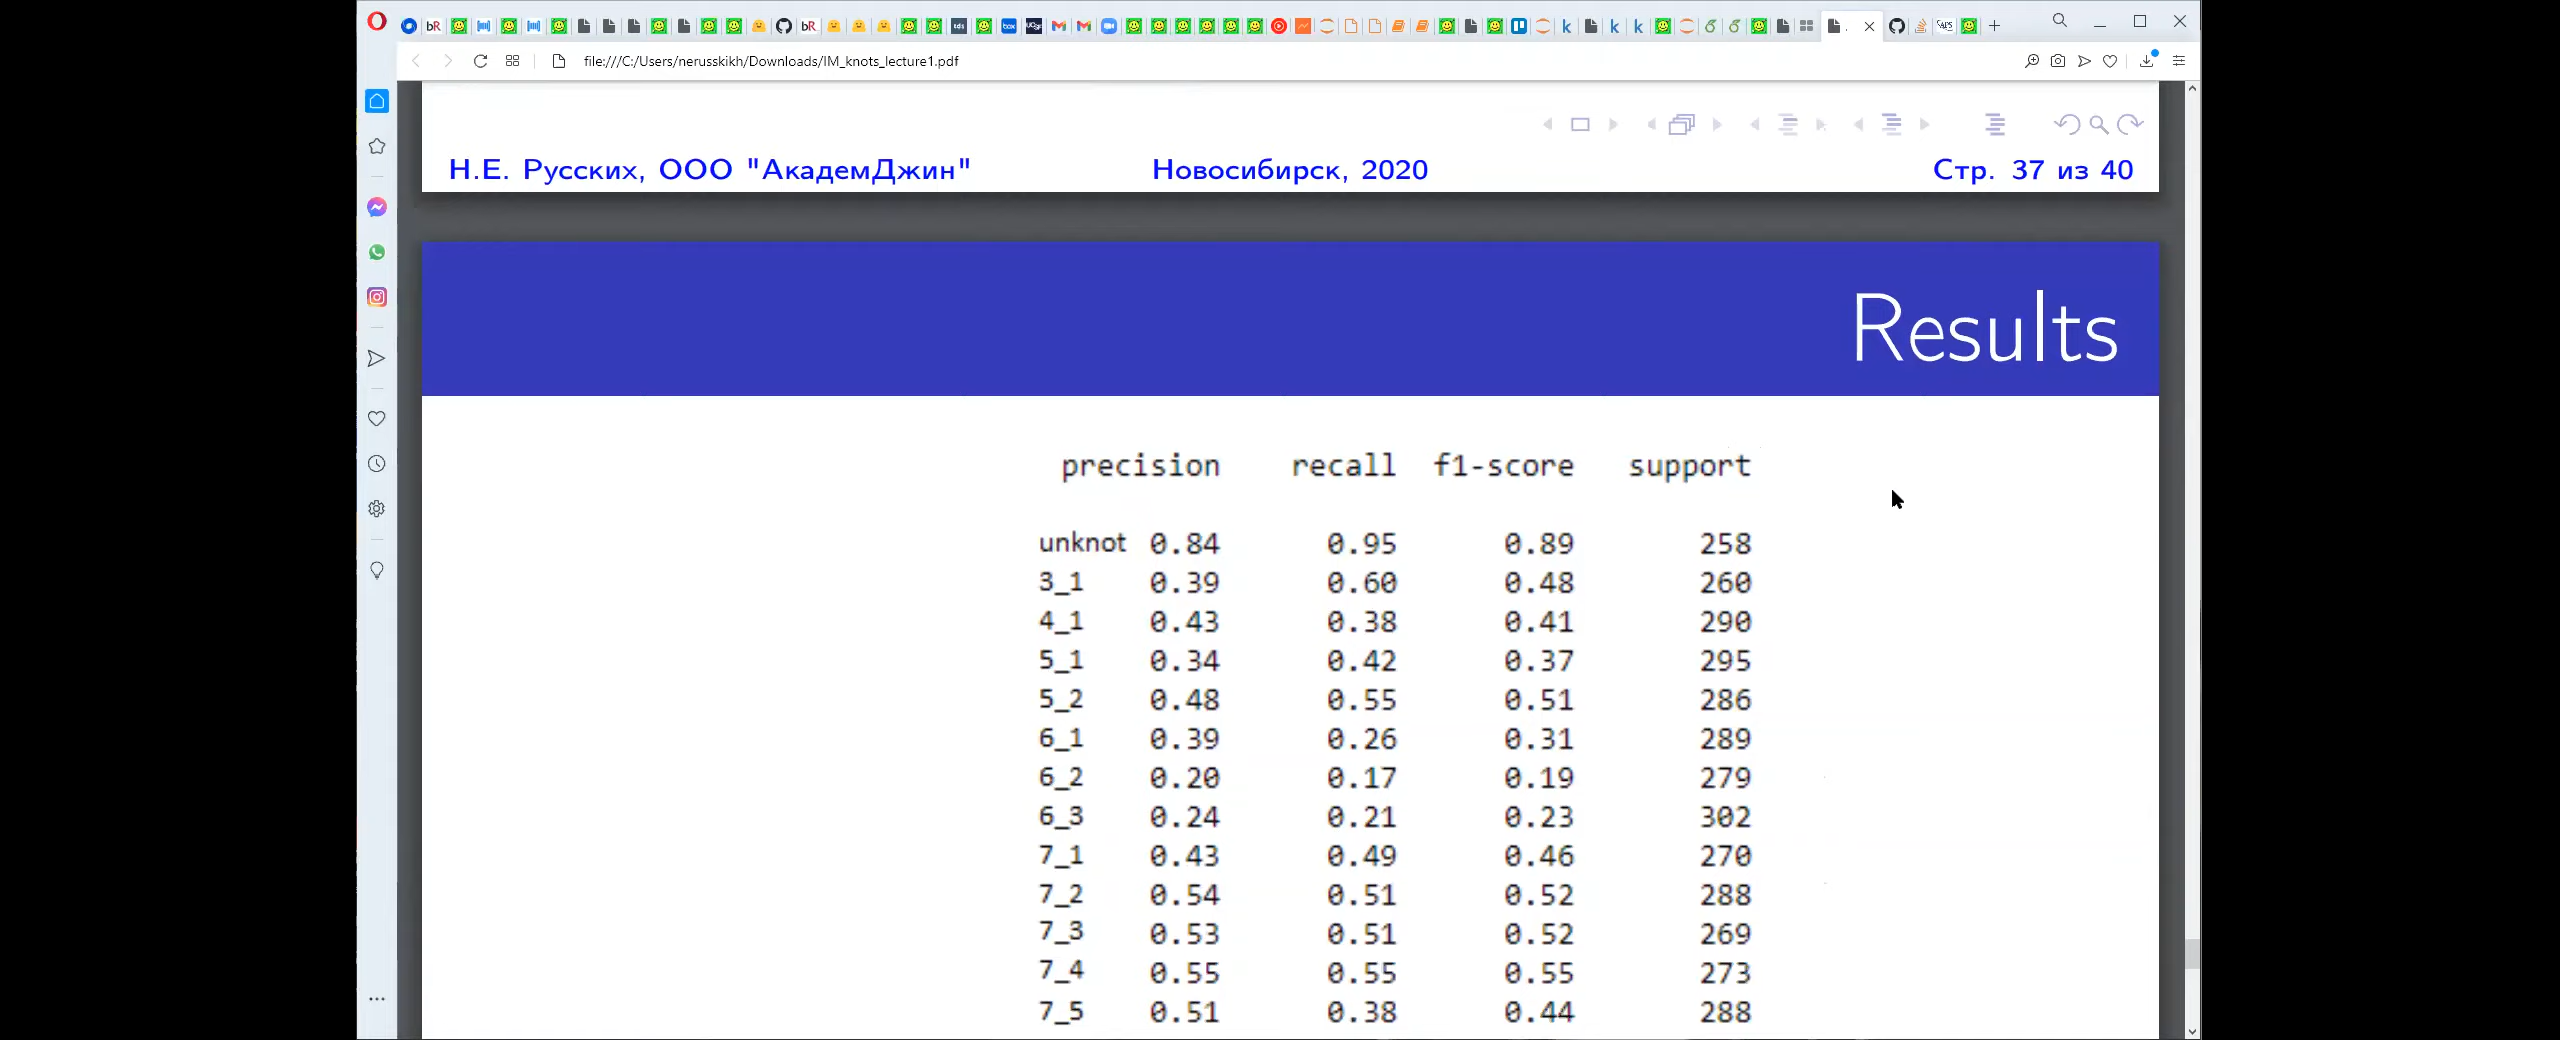 file:///C:/Users/nerusskikh/Downloads/IM_knots_lecture1.pdf
Н.Е. Русских, ООО "АкадемДжин" Новосибирск, 2020 Стр. 37 из 40
Results
precision recall f1-score support
unknot 0.84 0.95 0.89 258
3_1 0.39 0.60 0.48 260
4_1 0.43 0.38 0.41 290
5_1 0.34 0.42 0.37 295
5_2 0.48 0.55 0.51 286
6_1 0.39 0.26 0.31 289
6_2 0.20 0.17 0.19 279
6_3 0.24 0.21 0.23 302
7_1 0.43 0.49 0.46 270
7_2 0.54 0.51 0.52 288
7_3 0.53 0.51 0.52 269
7_4 0.55 0.55 0.55 273
7_5 0.51 0.38 0.44 288